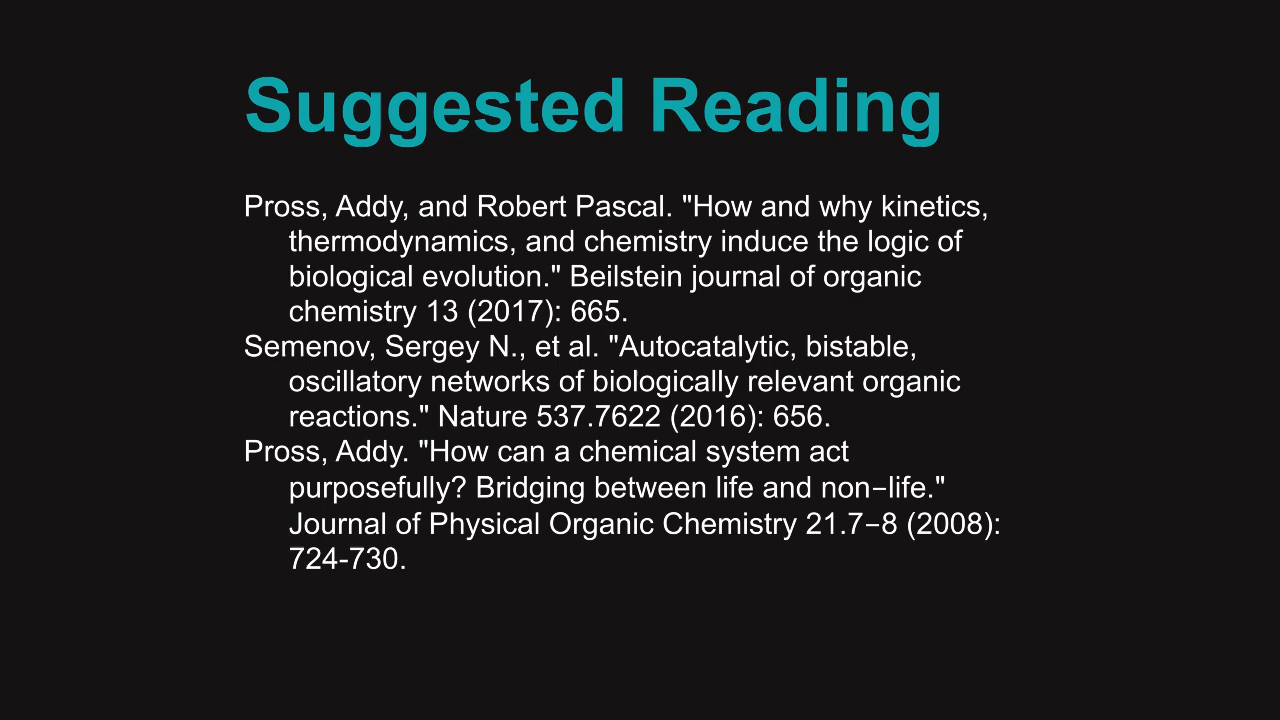 Suggested Reading
Pross, Addy, and Robert Pascal. "How and why kinetics,
thermodynamics, and chemistry induce the logic of
biological evolution." Beilstein journal of organic
chemistry 13 (2017): 665.
Semenov, Sergey N., et al. "Autocatalytic, bistable,
oscillatory networks of biologically relevant organic
reactions." Nature 537.7622 (2016): 656.
Pross, Addy. "How can a chemical system act
purposefully? Bridging between life and non‒life."
Journal of Physical Organic Chemistry 21.7‒8 (2008):
724-730.